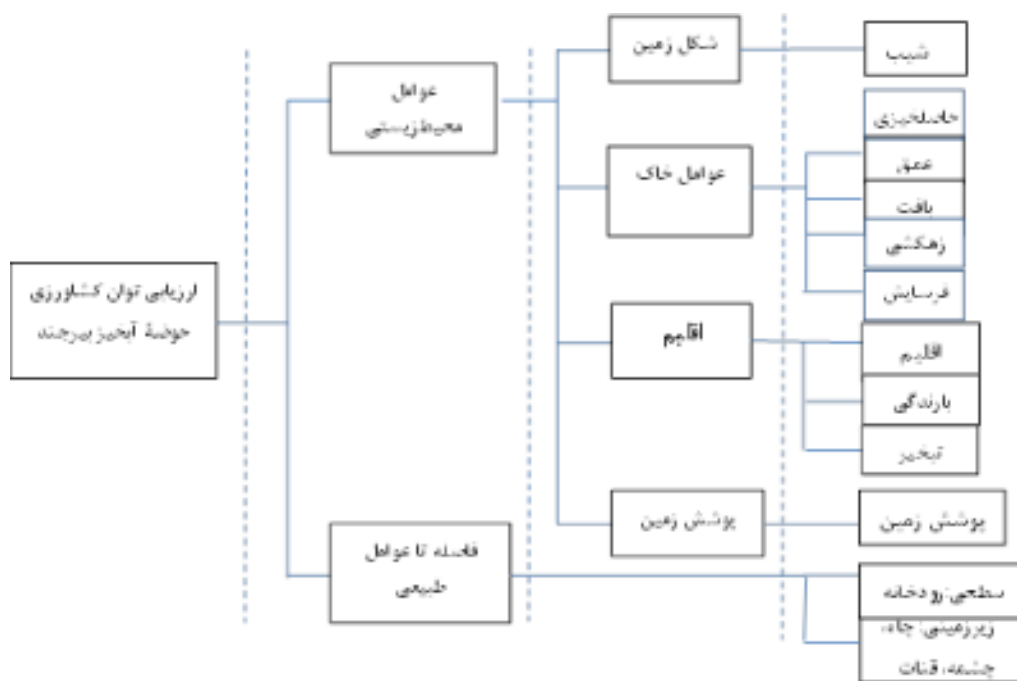 ارزیابی توان کشاورزی
حوضهٔ آبخیز بیرجند
عوامل
محیط‌زیستی
فاصله تا عوامل
طبیعی
شکل زمین
عوامل خاک
اقلیم
پوشش زمین
شیب
حاصلخیزی
عمق
بافت
زهکشی
فرسایش
اقلیم
بارندگی
تبخیر
پوشش زمین
سطحی:رودخانه
زیرزمینی: چاه،
چشمه، قنات